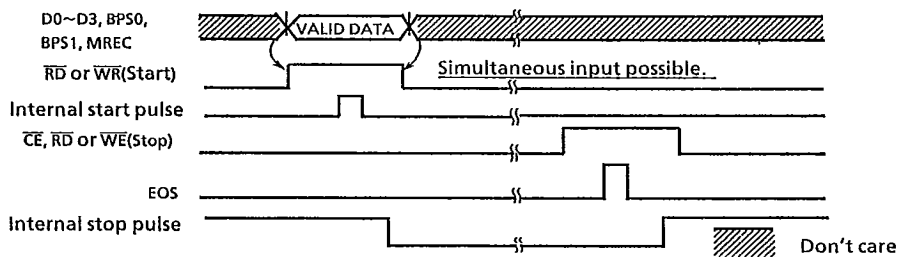 D0~D3, BPS0,
BPS1, MREC
VALID DATA
RD or WR(Start)
Simultaneous input possible.
Internal start pulse
CE, RD or WE(Stop)
EOS
Internal stop pulse
Don't care